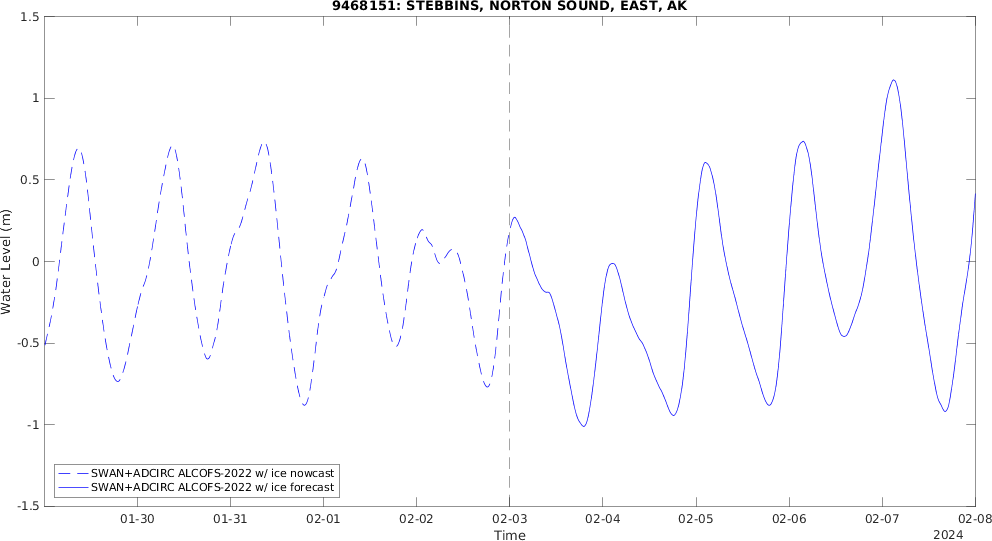 9468151: STEBBINS, NORTON SOUND, EAST, AK
1.5
1
0.5
0
-0.5
-1
-1.5
Water Level (m)
SWAN+ADCIRC ALCOFS-2022 w/ ice nowcast
SWAN+ADCIRC ALCOFS-2022 w/ ice forecast
01-30 01-31 02-01 02-02 02-03 02-04 02-05 02-06 02-07 02-08
Time
2024